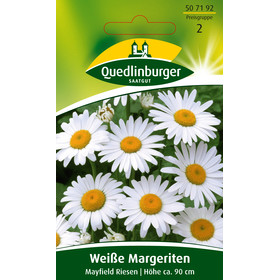 50 71 92
Preisgruppe
2
Quedlinburger
SAATGUT
Weiße Margeriten
Mayfield Riesen | Höhe ca. 90 cm